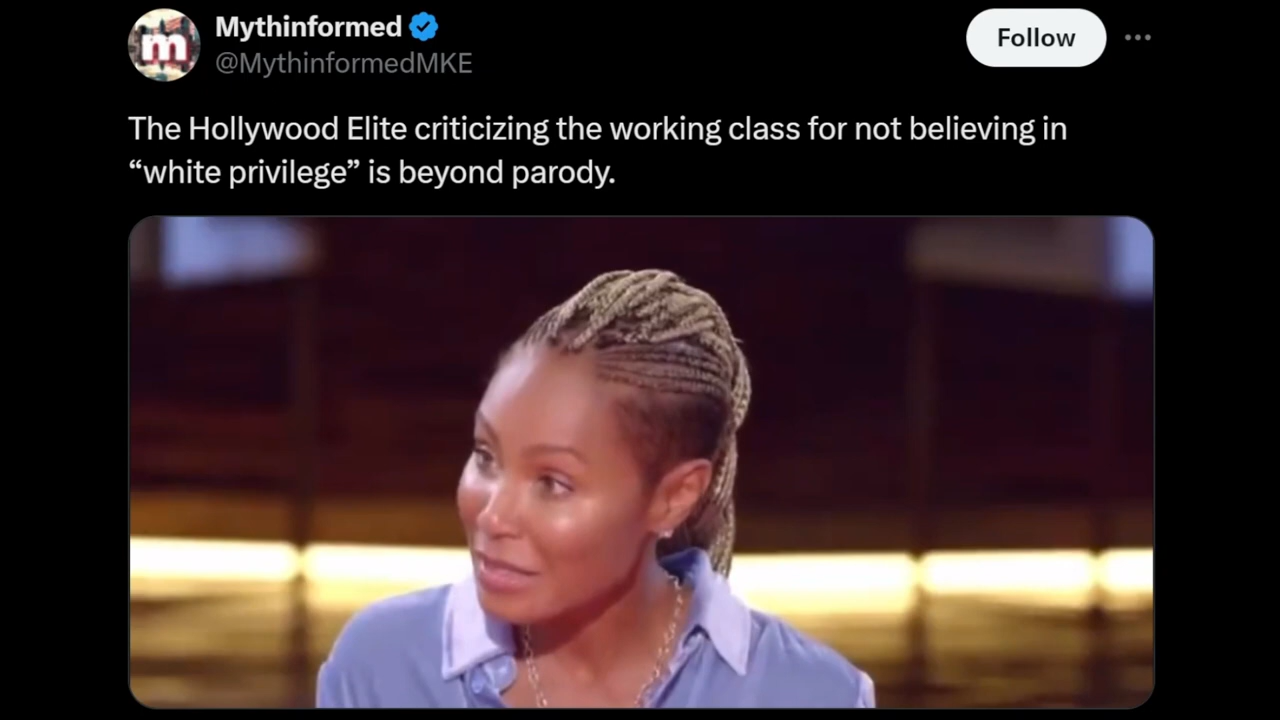 Mythinformed
@MythinformedMKE
Follow
The Hollywood Elite criticizing the working class for not believing in
“white privilege” is beyond parody.
m